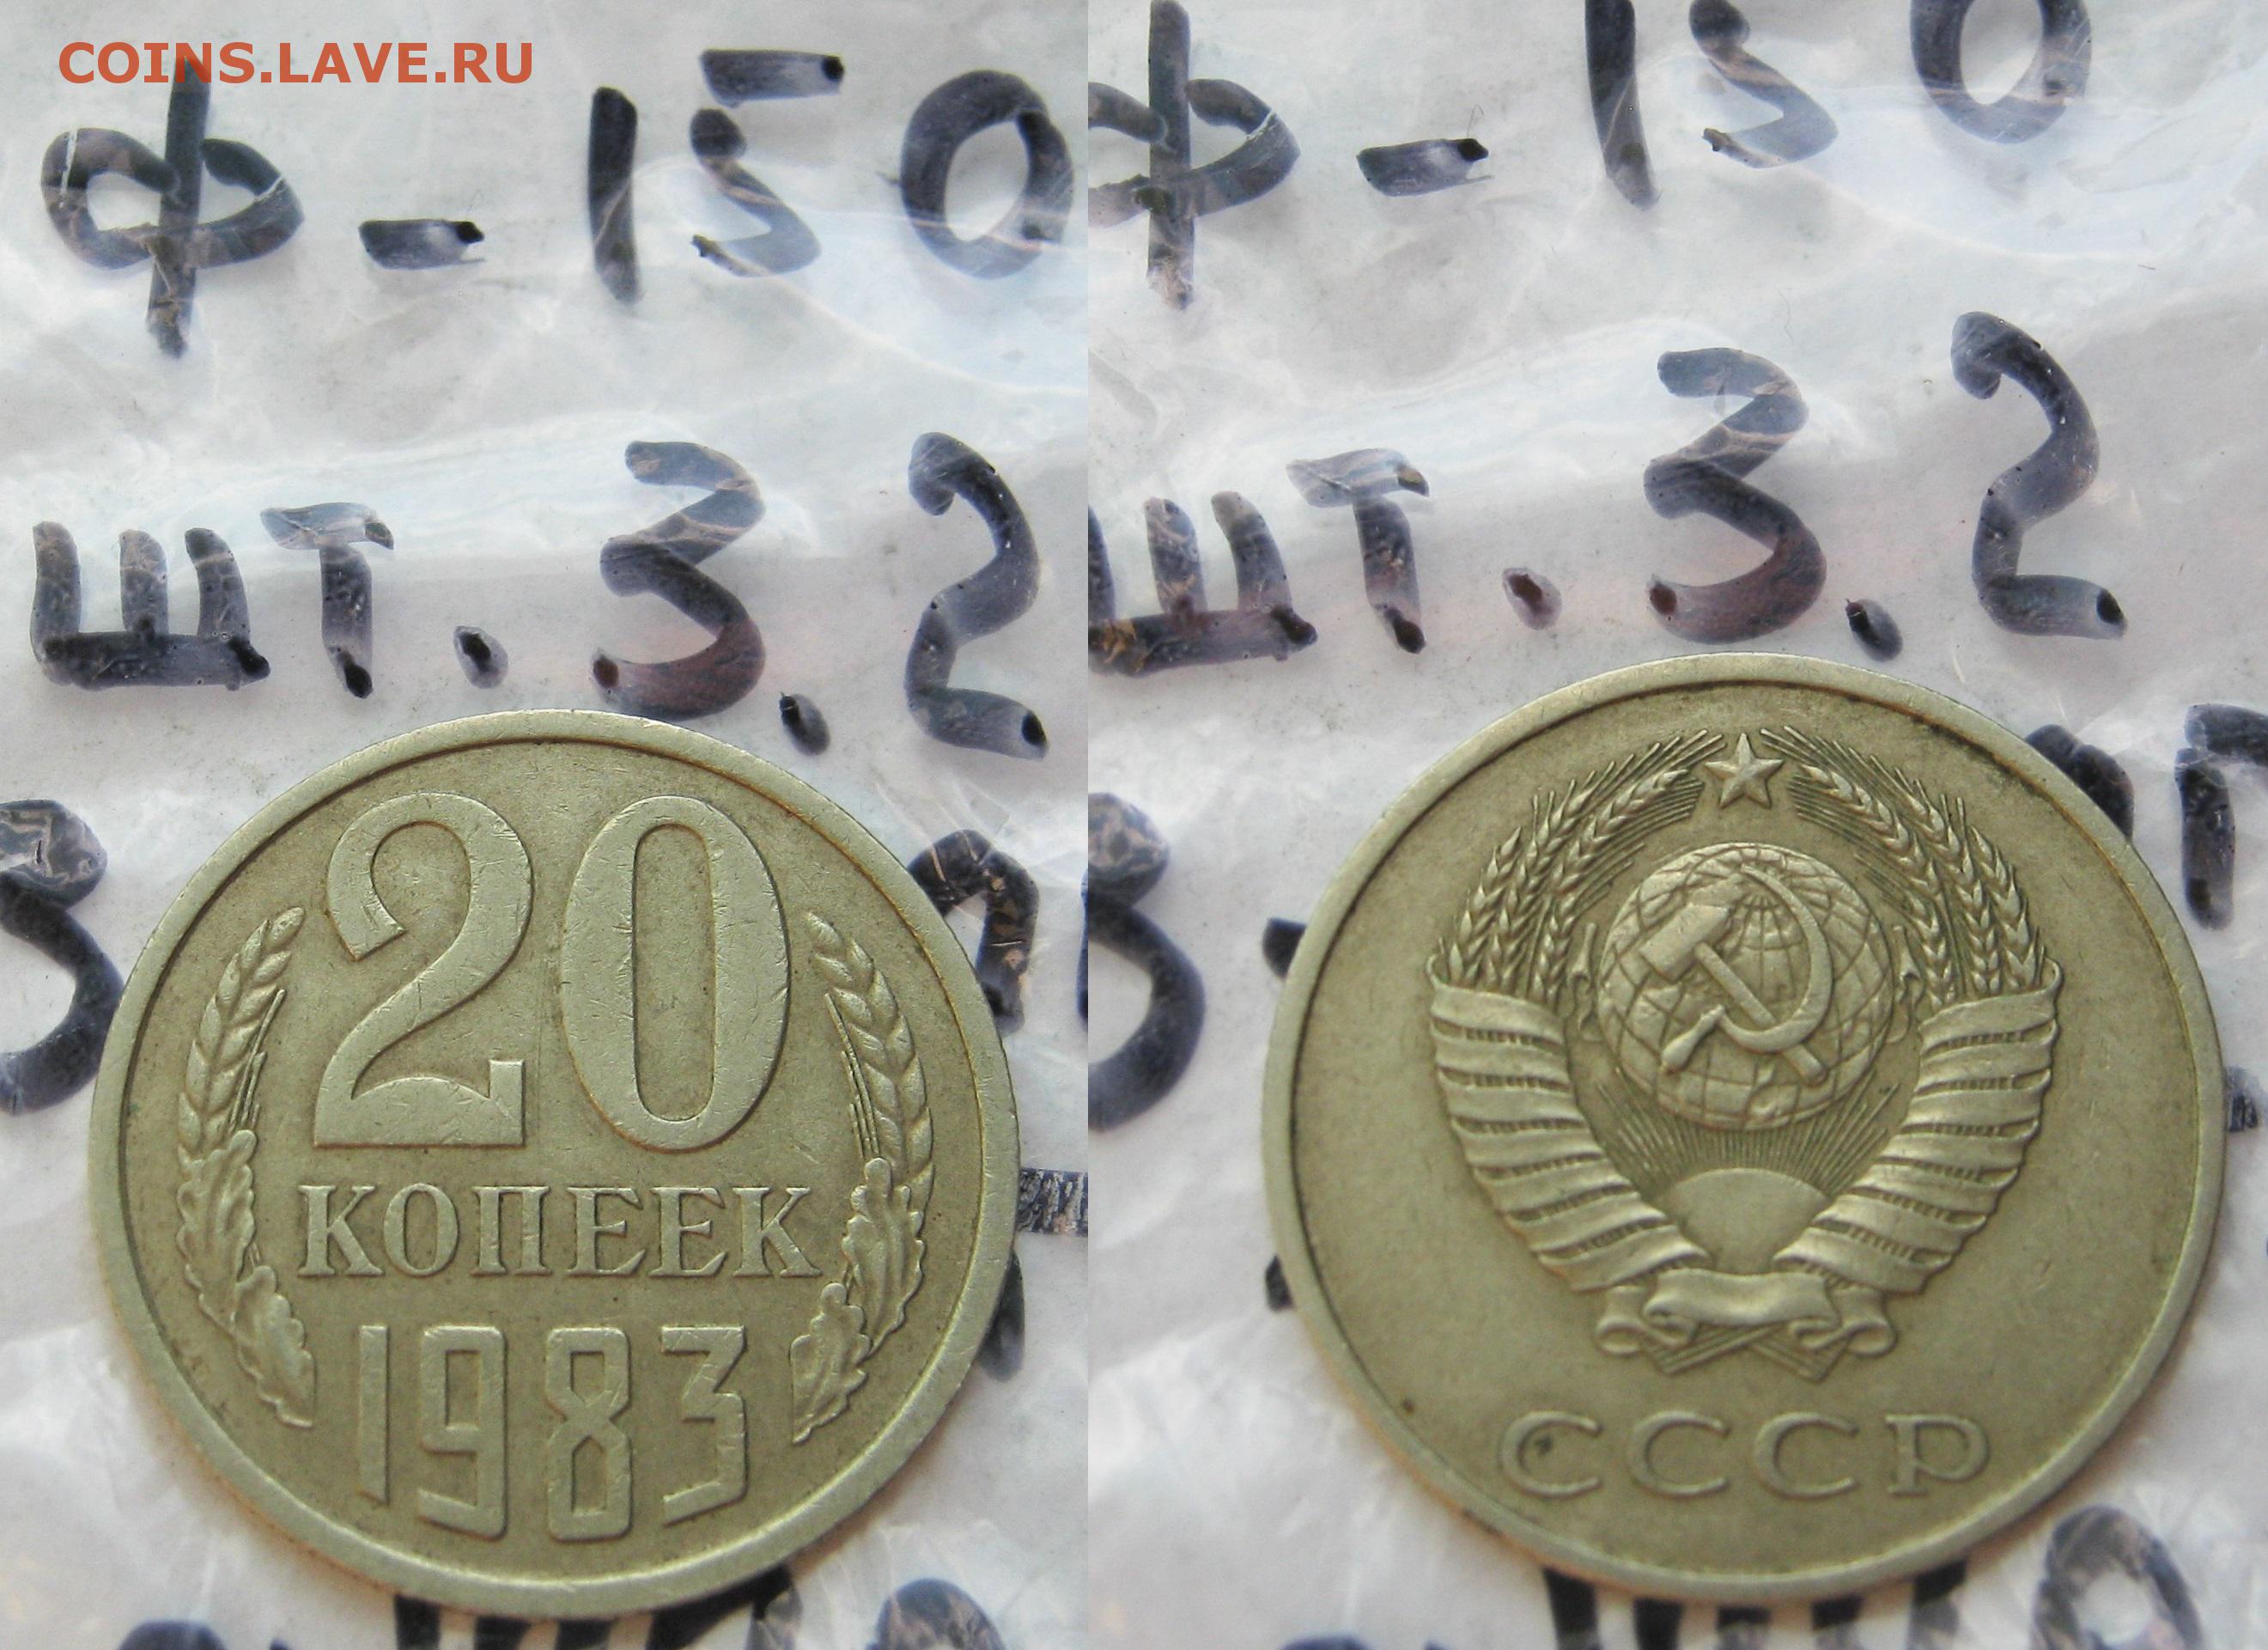 COINS.LAVE.RU
Ф-150
шт. 3.2
20
КОПЕЕК
1983
Ф-150
шт. 3.2
СССР